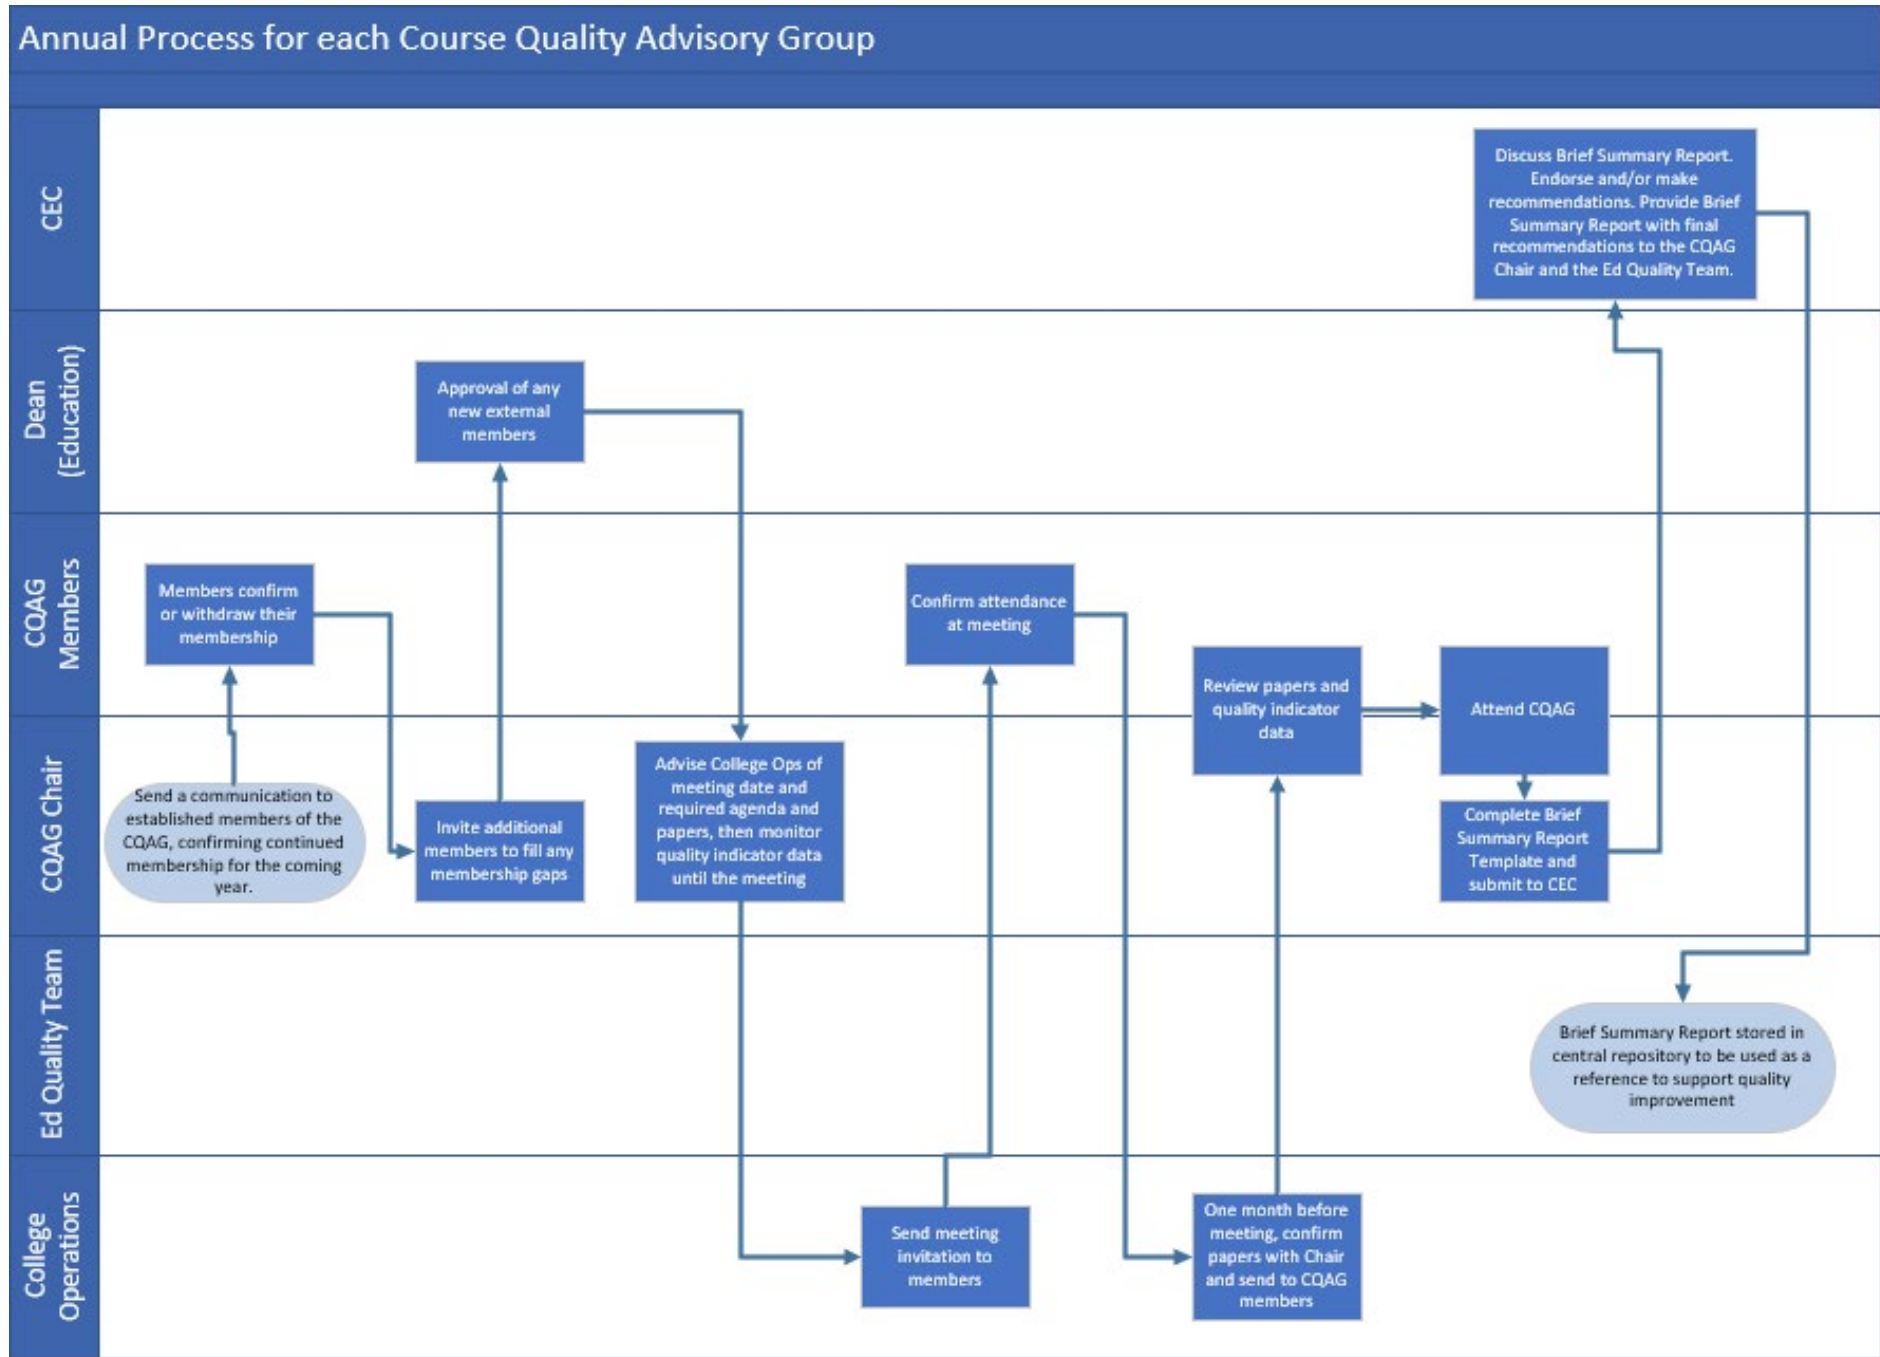 Annual Process for each Course Quality Advisory Group
CEC
Discuss Brief Summary Report.
Endorse and/or make
recommendations. Provide Brief
Summary Report with final
recommendations to the CQAG
Chair and the Ed Quality Team.
Dean
(Education)
Approval of any
new external
members
CQAG
Members
Members confirm
or withdraw their
membership
Confirm attendance
at meeting
Review papers and
quality indicator
data
Attend CQAG
CQAG Chair
Send a communication to
established members of the
CQAG, confirming continued
membership for the coming
year.
Invite additional
members to fill any
membership gaps
Advise College Ops of
meeting date and
required agenda and
papers, then monitor
quality indicator data
until the meeting
Complete Brief
Summary Report
Template and
submit to CEC
Ed Quality Team
Brief Summary Report stored in
central repository to be used as a
reference to support quality
improvement
College
Operations
Send meeting
invitation to
members
One month before
meeting, confirm
papers with Chair
and send to CQAG
members